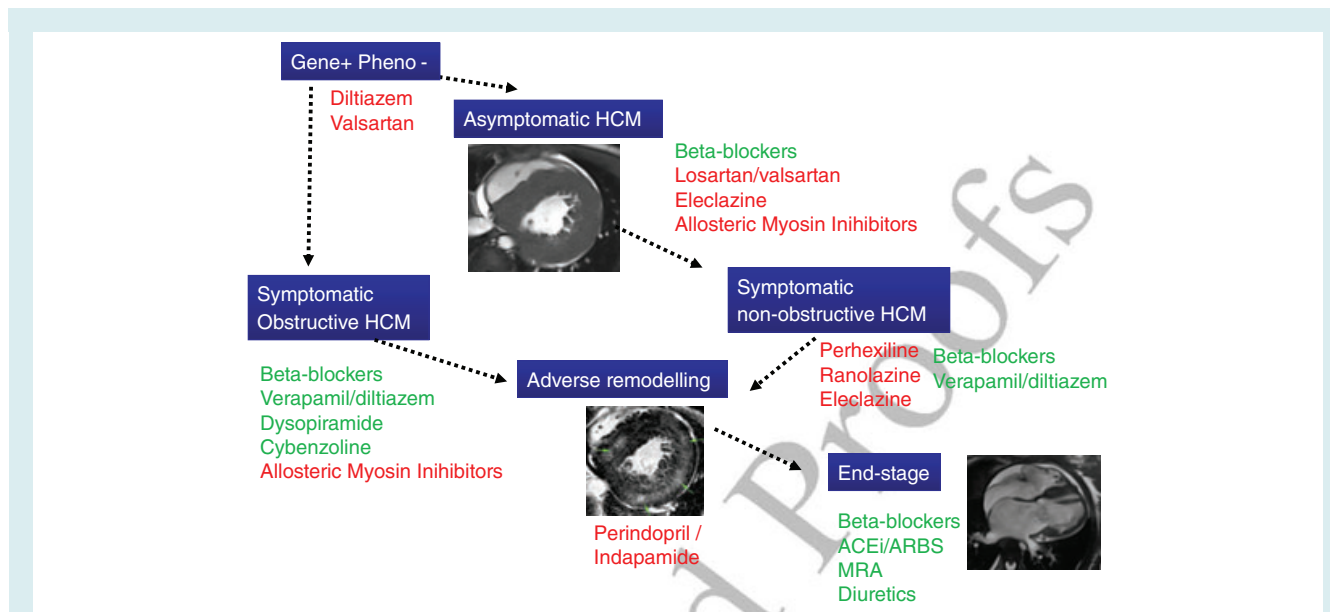 Gene+ Pheno -
Diltiazem
Valsartan
Asymptomatic HCM
Beta-blockers
Losartan/valsartan
Eleclazine
Allosteric Myosin Inihibitors
Symptomatic
Obstructive HCM
Beta-blockers
Verapamil/diltiazem
Dysopiramide
Cybenzoline
Allosteric Myosin Inihibitors
Symptomatic
non-obstructive HCM
Perhexiline
Ranolazine
Eleclazine
Beta-blockers
Verapamil/diltiazem
Adverse remodelling
Perindopril /
Indapamide
End-stage
Beta-blockers
ACEi/ARBS
MRA
Diuretics
d Proofs